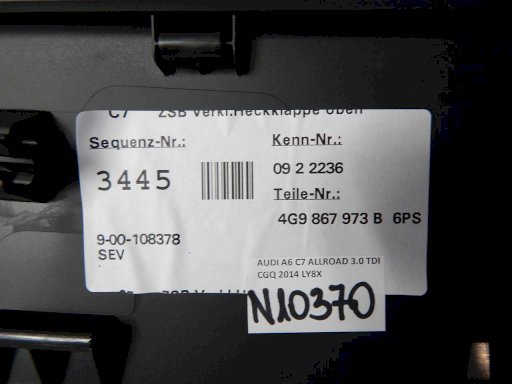 C7 ZSB Verkl.Heckklappe oben
Sequenz-Nr.:
Kenn-Nr.:
3445
09 2 2236
Teile-Nr.:
4G9 867 973 B 6PS
9-00-108378
SEV
AUDI A6 C7 ALLROAD 3.0 TDI
CGQ 2014 LY8X
N10370